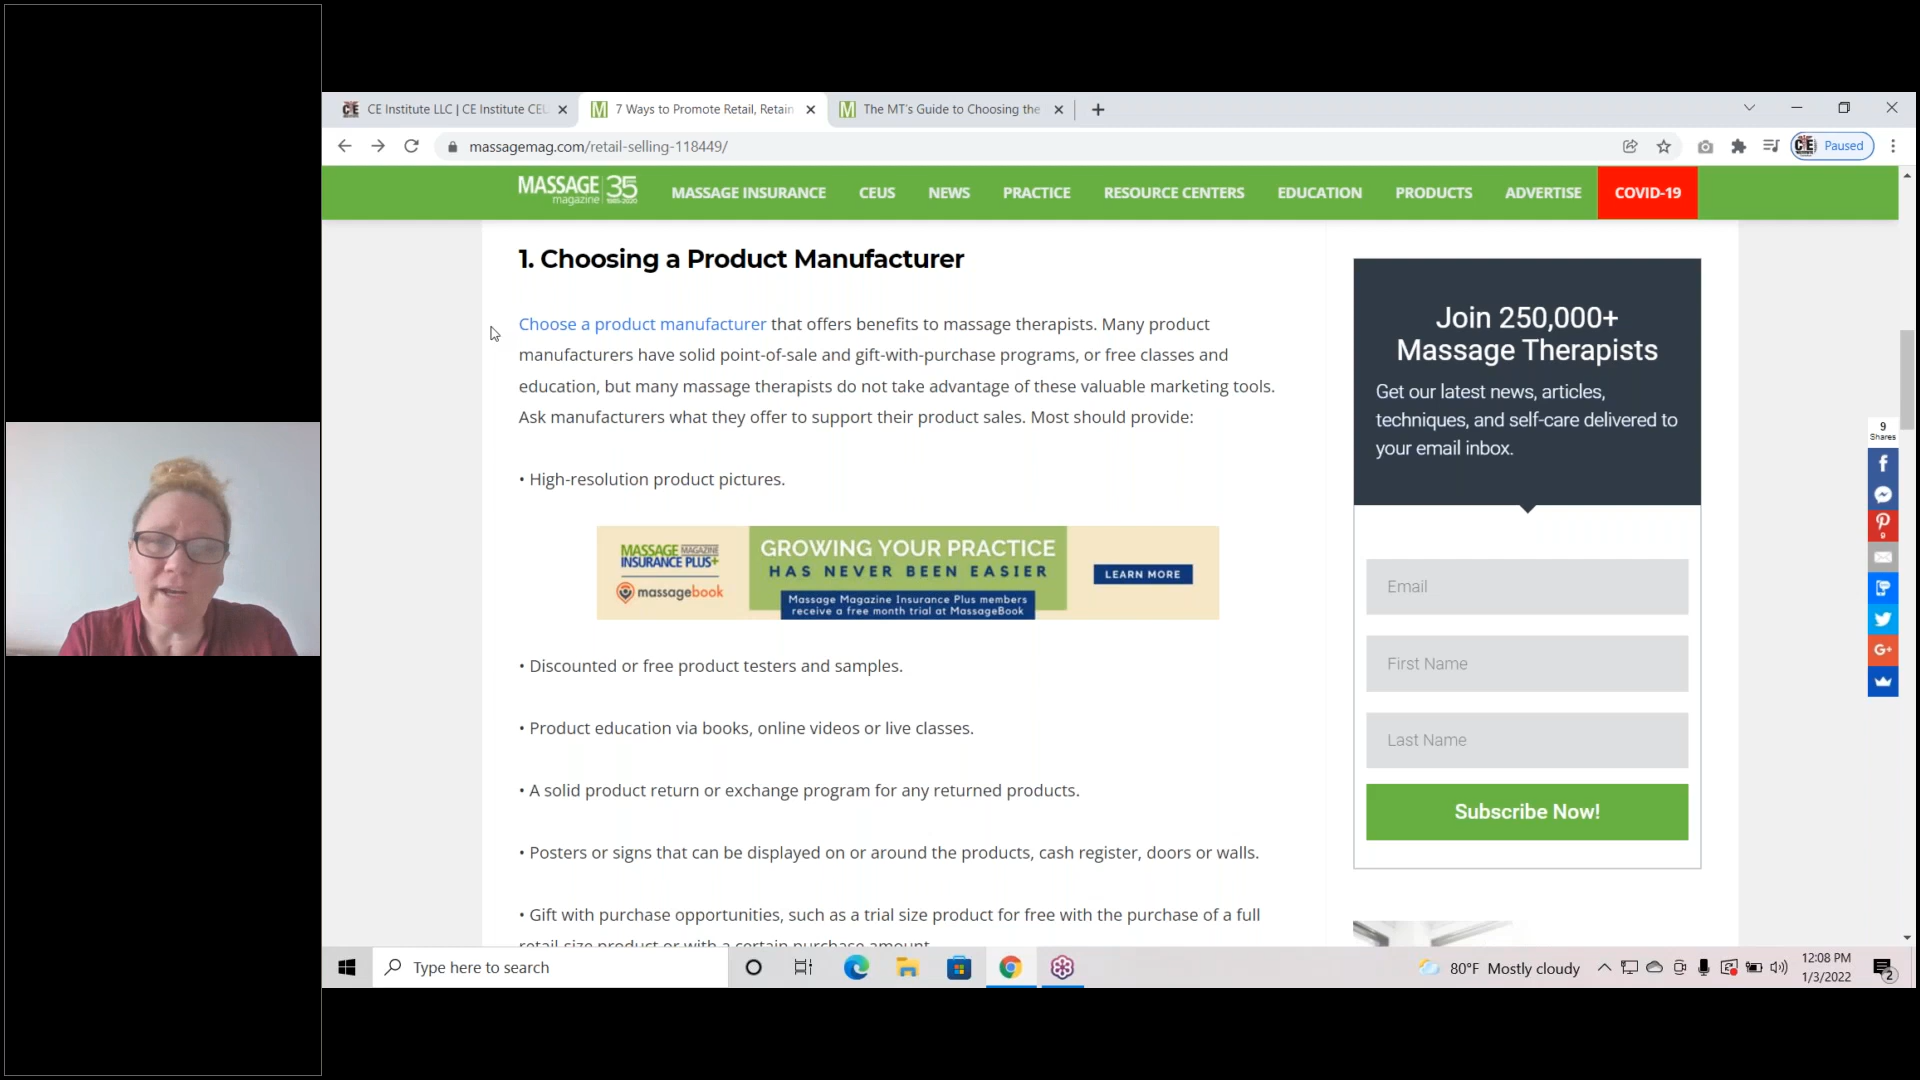 CE Institute LLC | CE Institute CEU
7 Ways to Promote Retail, Retain
The MT's Guide to Choosing the
massagemag.com/retail-selling-118449/
Paused
MASSAGE 35
magazine
MASSAGE INSURANCE
CEUS
NEWS
PRACTICE
RESOURCE CENTERS
EDUCATION
PRODUCTS
ADVERTISE
COVID-19
1. Choosing a Product Manufacturer
Choose a product manufacturer that offers benefits to massage therapists. Many product
manufacturers have solid point-of-sale and gift-with-purchase programs, or free classes and
education, but many massage therapists do not take advantage of these valuable marketing tools.
Ask manufacturers what they offer to support their product sales. Most should provide:
• High-resolution product pictures.
MASSAGE MAGAZINE
INSURANCE PLUS+
massagebook
GROWING YOUR PRACTICE
HAS NEVER BEEN EASIER
Massage Magazine Insurance Plus members
receive a free month trial at MassageBook
LEARN MORE
• Discounted or free product testers and samples.
• Product education via books, online videos or live classes.
• A solid product return or exchange program for any returned products.
• Posters or signs that can be displayed on or around the products, cash register, doors or walls.
• Gift with purchase opportunities, such as a trial size product for free with the purchase of a full
retail-size product or with a certain purchase amount.
Join 250,000+
Massage Therapists
Get our latest news, articles,
techniques, and self-care delivered to
your email inbox.
Email
First Name
Last Name
Subscribe Now!
9
Shares
9
Type here to search
80°F Mostly cloudy
12:08 PM
1/3/2022
2